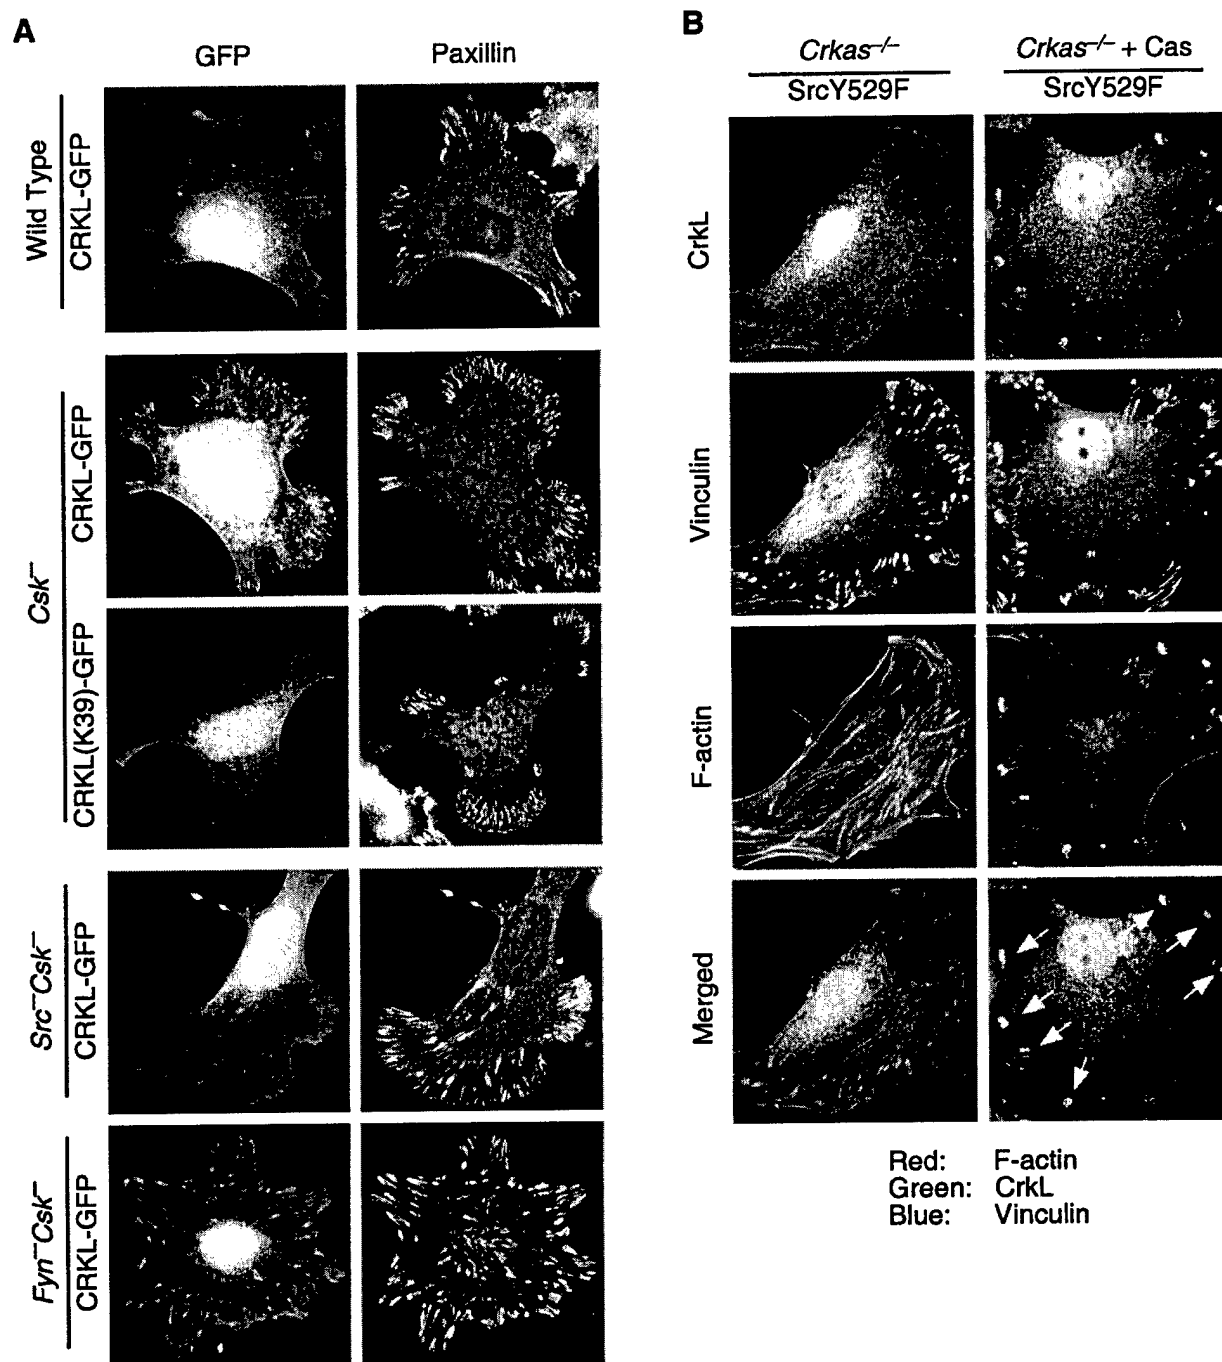 A
GFP Paxillin
Wild Type
CRKL-GFP
Csk⁻
CRKL-GFP
CRKL(K39)-GFP
Src⁻Csk⁻
CRKL-GFP
Fyn⁻Csk⁻
CRKL-GFP
B
Crkas⁻/⁻ Crkas⁻/⁻ + Cas
SrcY529F SrcY529F
CrkL
Vinculin
F-actin
Merged
Red: F-actin
Green: CrkL
Blue: Vinculin